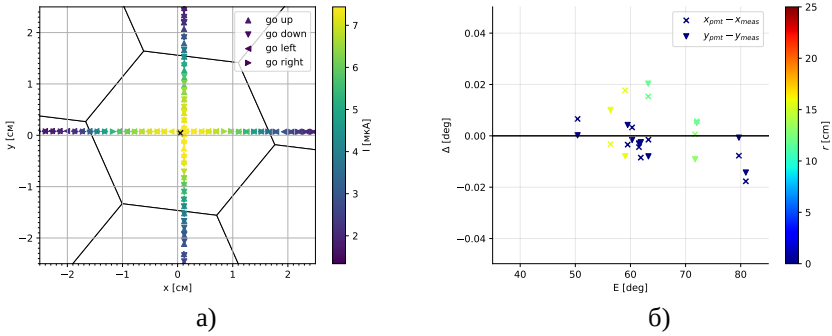 go up
go down
go left
go right
2
1
0
−1
−2
y [см]
−2
−1
0
1
2
x [см]
7
6
5
4
3
2
I [мкА]
а)
x_pmt − x_meas
y_pmt − y_meas
0.04
0.02
0.00
−0.02
−0.04
Δ [deg]
40
50
60
70
80
E [deg]
25
20
15
10
5
0
r [cm]
б)